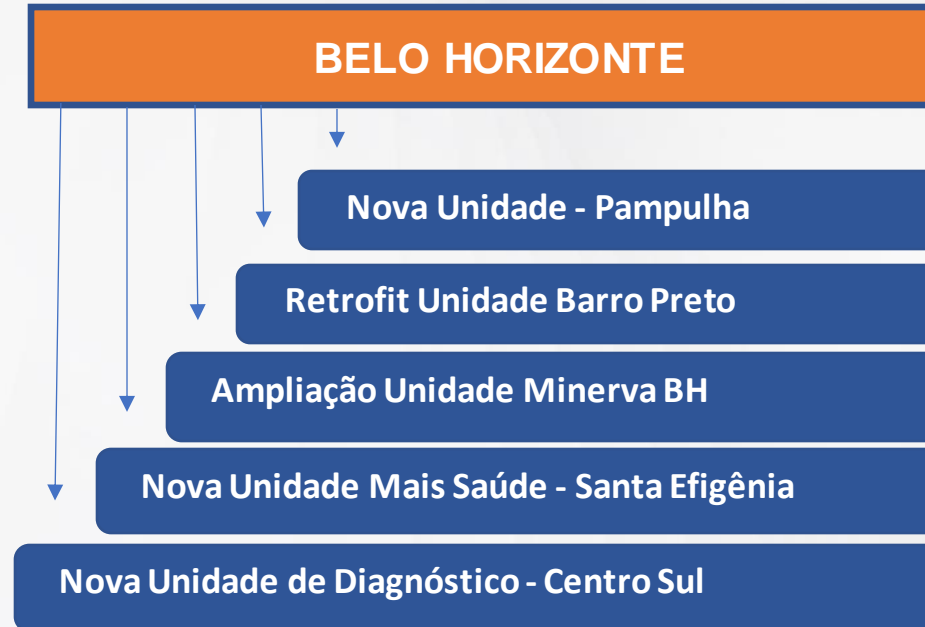 BELO HORIZONTE
Nova Unidade - Pampulha
Retrofit Unidade Barro Preto
Ampliação Unidade Minerva BH
Nova Unidade Mais Saúde - Santa Efigênia
Nova Unidade de Diagnóstico - Centro Sul